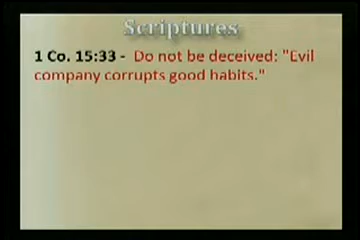 Scriptures
1 Co. 15:33 - Do not be deceived: "Evil
company corrupts good habits."